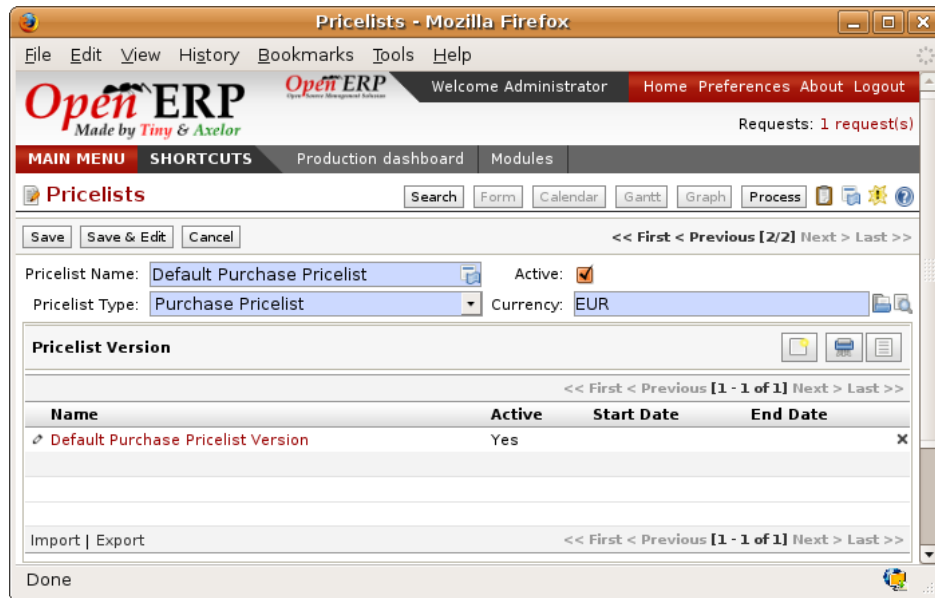 Pricelists - Mozilla Firefox
File Edit View History Bookmarks Tools Help
Open ERP
Made by Tiny & Axelor
Open ERP
Open Source Management Solution
Welcome Administrator
Home Preferences About Logout
Requests: 1 request(s)
MAIN MENU SHORTCUTS Production dashboard Modules
Pricelists Search Form Calendar Gantt Graph Process
Save Save & Edit Cancel << First < Previous [2/2] Next > Last >>
Pricelist Name: Default Purchase Pricelist Active:
Pricelist Type: Purchase Pricelist Currency: EUR
Pricelist Version
<< First < Previous [1 - 1 of 1] Next > Last >>
Name Active Start Date End Date
Default Purchase Pricelist Version Yes
Import | Export << First < Previous [1 - 1 of 1] Next > Last >>
Done